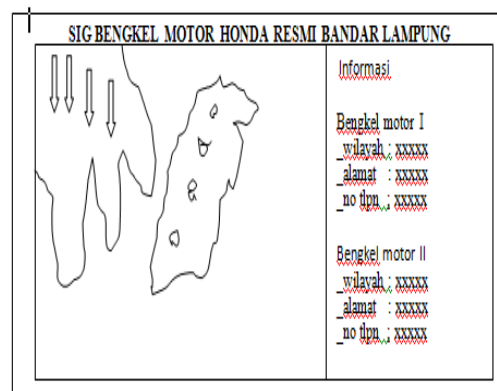 SIG BENGKEL MOTOR HONDA RESMI BANDAR LAMPUNG
Informasi
Bengkel motor I
_wilayah ; xxxxx
_alamat : xxxxx
_no tlpn ; xxxxx
Bengkel motor II
_wilayah ; xxxxx
_alamat : xxxxx
_no tlpn ; xxxxx